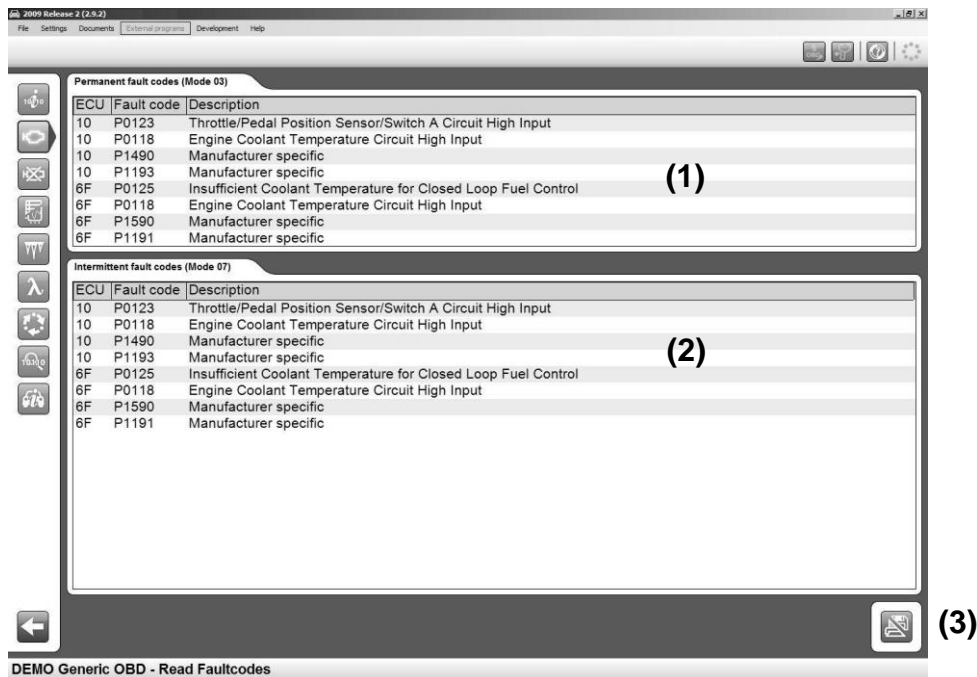 2009 Release 2 (2.9.2)
File Settings Documents External programs Development Help
Permanent fault codes (Mode 03)
ECU Fault code Description
10 P0123 Throttle/Pedal Position Sensor/Switch A Circuit High Input
10 P0118 Engine Coolant Temperature Circuit High Input
10 P1490 Manufacturer specific
10 P1193 Manufacturer specific
6F P0125 Insufficient Coolant Temperature for Closed Loop Fuel Control
6F P0118 Engine Coolant Temperature Circuit High Input
6F P1590 Manufacturer specific
6F P1191 Manufacturer specific
(1)
Intermittent fault codes (Mode 07)
ECU Fault code Description
10 P0123 Throttle/Pedal Position Sensor/Switch A Circuit High Input
10 P0118 Engine Coolant Temperature Circuit High Input
10 P1490 Manufacturer specific
10 P1193 Manufacturer specific
6F P0125 Insufficient Coolant Temperature for Closed Loop Fuel Control
6F P0118 Engine Coolant Temperature Circuit High Input
6F P1590 Manufacturer specific
6F P1191 Manufacturer specific
(2)
(3)
DEMO Generic OBD - Read Faultcodes